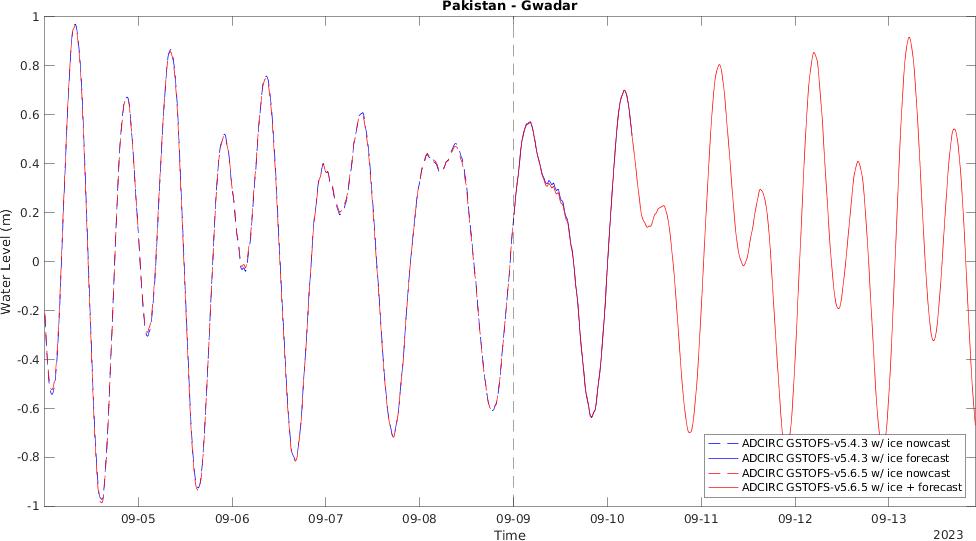 Pakistan - Gwadar
Water Level (m)
1
0.8
0.6
0.4
0.2
0
-0.2
-0.4
-0.6
-0.8
-1
ADCIRC GSTOFS-v5.4.3 w/ ice nowcast
ADCIRC GSTOFS-v5.4.3 w/ ice forecast
ADCIRC GSTOFS-v5.6.5 w/ ice nowcast
ADCIRC GSTOFS-v5.6.5 w/ ice + forecast
09-05 09-06 09-07 09-08 09-09 09-10 09-11 09-12 09-13
Time
2023